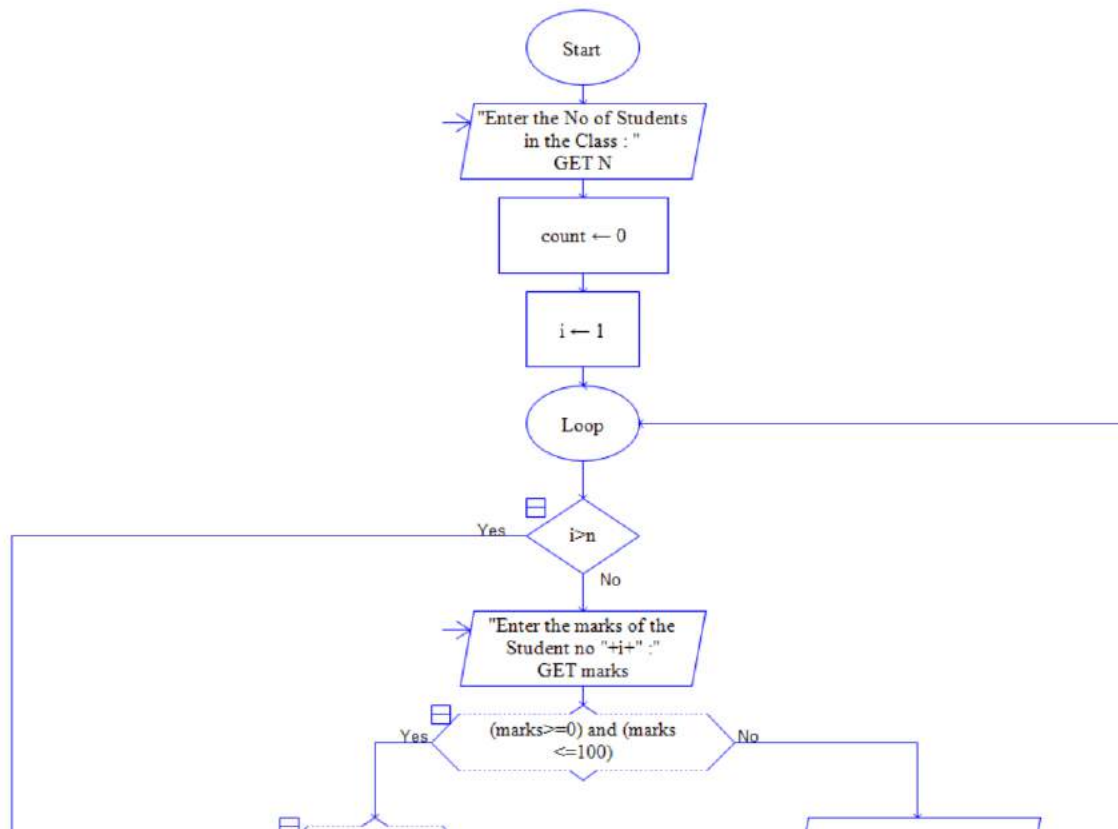 Start
"Enter the No of Students
in the Class : "
GET N
count ← 0
i ← 1
Loop
Yes
i>n
No
"Enter the marks of the
Student no "+i+" :"
GET marks
Yes
(marks>=0) and (marks
<=100)
No